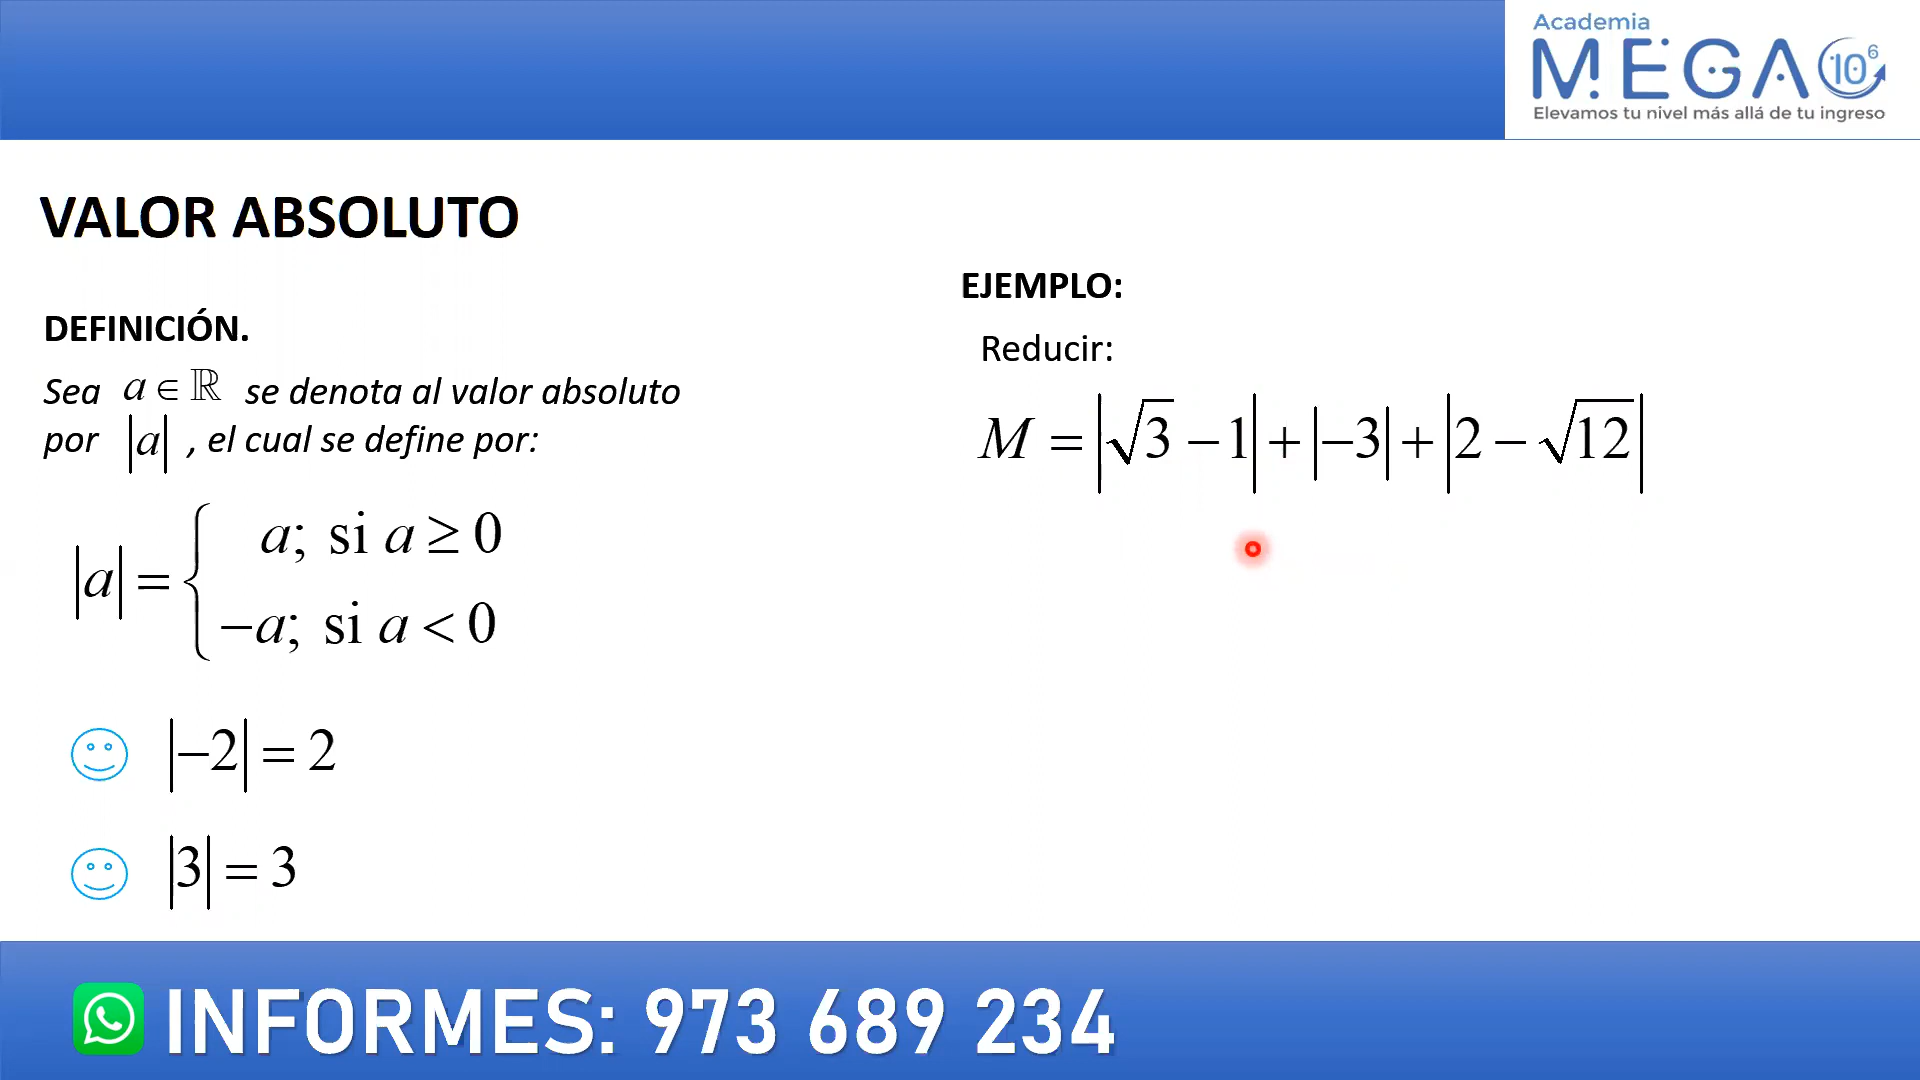 Academia
MEGA 10⁶
Elevamos tu nivel más allá de tu ingreso
VALOR ABSOLUTO
DEFINICIÓN.
Sea a ∈ ℝ se denota al valor absoluto
por |a| , el cual se define por:
|a| = { a; si a ≥ 0
−a; si a < 0
|−2| = 2
|3| = 3
EJEMPLO:
Reducir:
M = |√3 − 1| + |−3| + |2 − √12|
INFORMES: 973 689 234